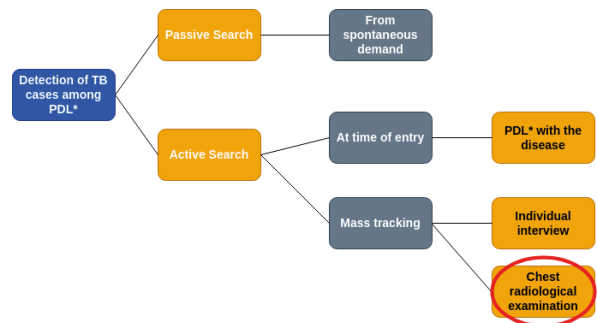 Detection of TB
cases among
PDL*
Passive Search
From
spontaneous
demand
Active Search
At time of entry
PDL* with the
disease
Mass tracking
Individual
interview
Chest
radiological
examination